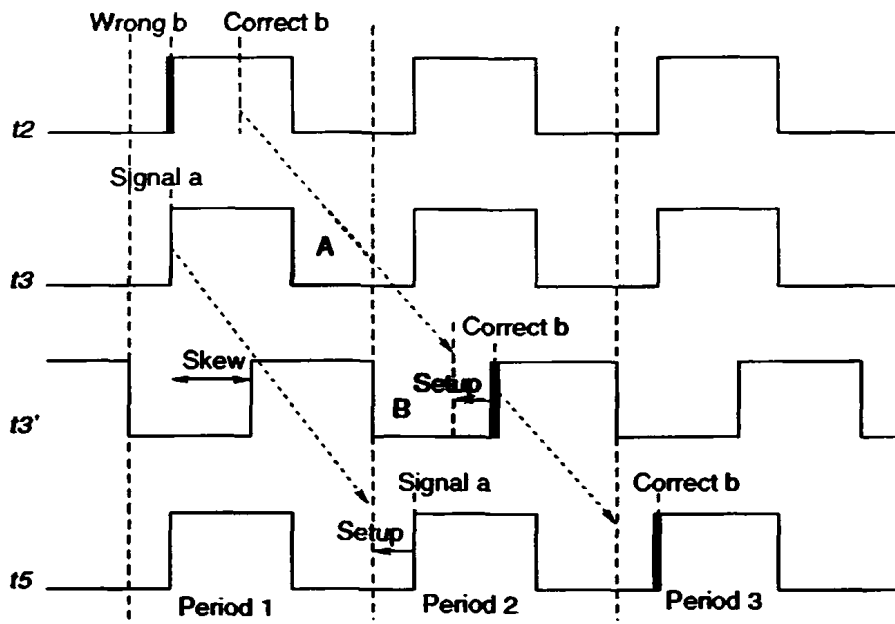 Wrong b Correct b
t2
Signal a
A
t3
Correct b
Skew
Setup
B
t3'
Signal a Correct b
Setup
t5
Period 1 Period 2 Period 3